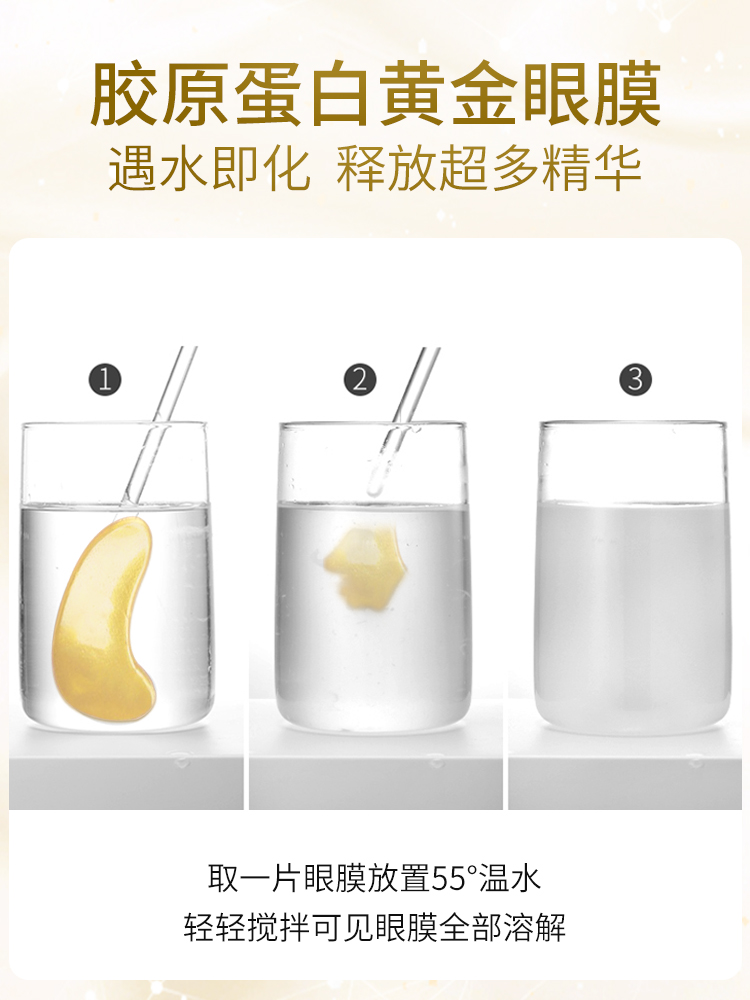 胶原蛋白黄金眼膜
遇水即化 释放超多精华
1
2
3
取一片眼膜放置55°温水
轻轻搅拌可见眼膜全部溶解